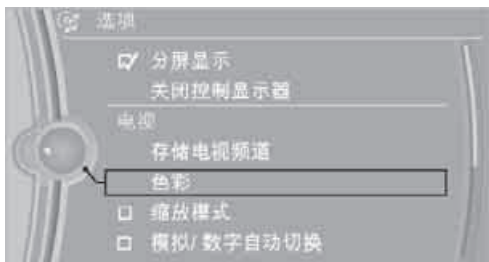 选项
分屏显示
关闭控制显示器
电视
存储电视频道
色彩
缩放模式
模拟/数字自动切换